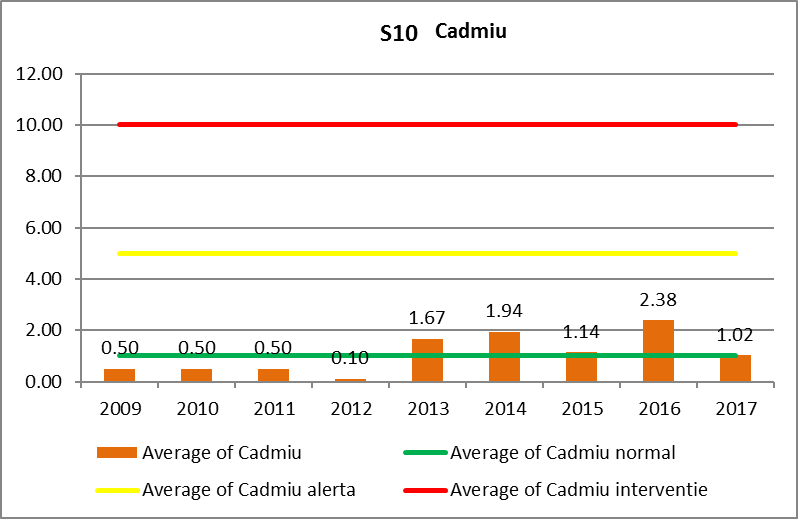 S10 Cadmiu
12.00
10.00
8.00
6.00
4.00
2.00
0.00
0.50 0.50 0.50 0.10 1.67 1.94 1.14 2.38 1.02
2009 2010 2011 2012 2013 2014 2015 2016 2017
Average of Cadmiu Average of Cadmiu normal
Average of Cadmiu alerta Average of Cadmiu interventie